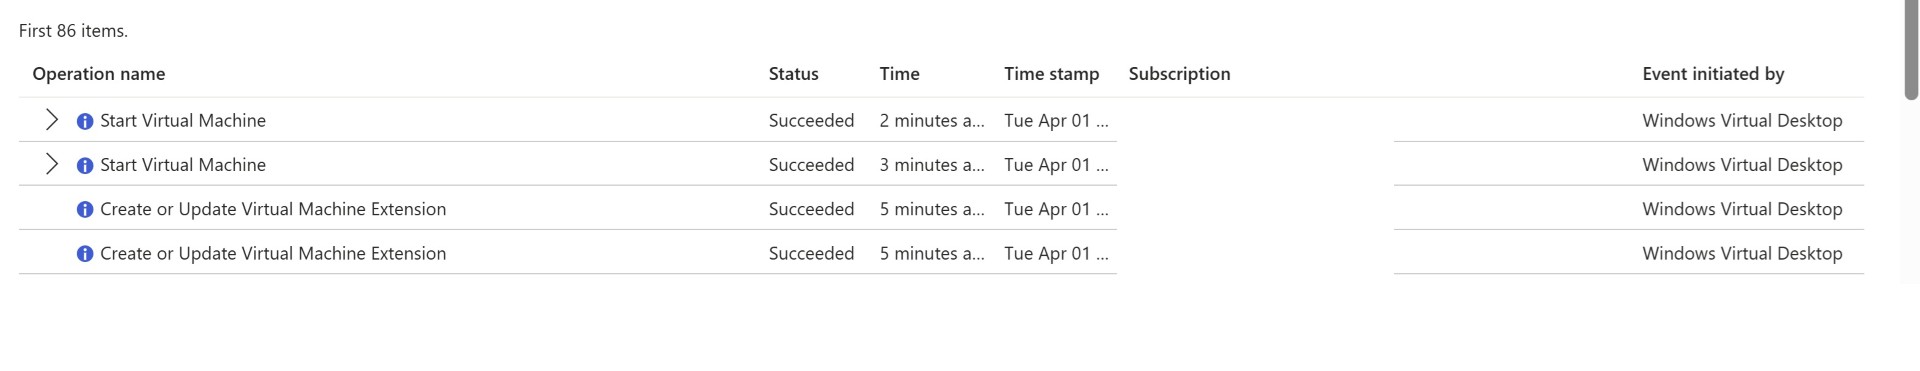 First 86 items.
Operation name Status Time Time stamp Subscription Event initiated by
Start Virtual Machine Succeeded 2 minutes a... Tue Apr 01 ... Windows Virtual Desktop
Start Virtual Machine Succeeded 3 minutes a... Tue Apr 01 ... Windows Virtual Desktop
Create or Update Virtual Machine Extension Succeeded 5 minutes a... Tue Apr 01 ... Windows Virtual Desktop
Create or Update Virtual Machine Extension Succeeded 5 minutes a... Tue Apr 01 ... Windows Virtual Desktop